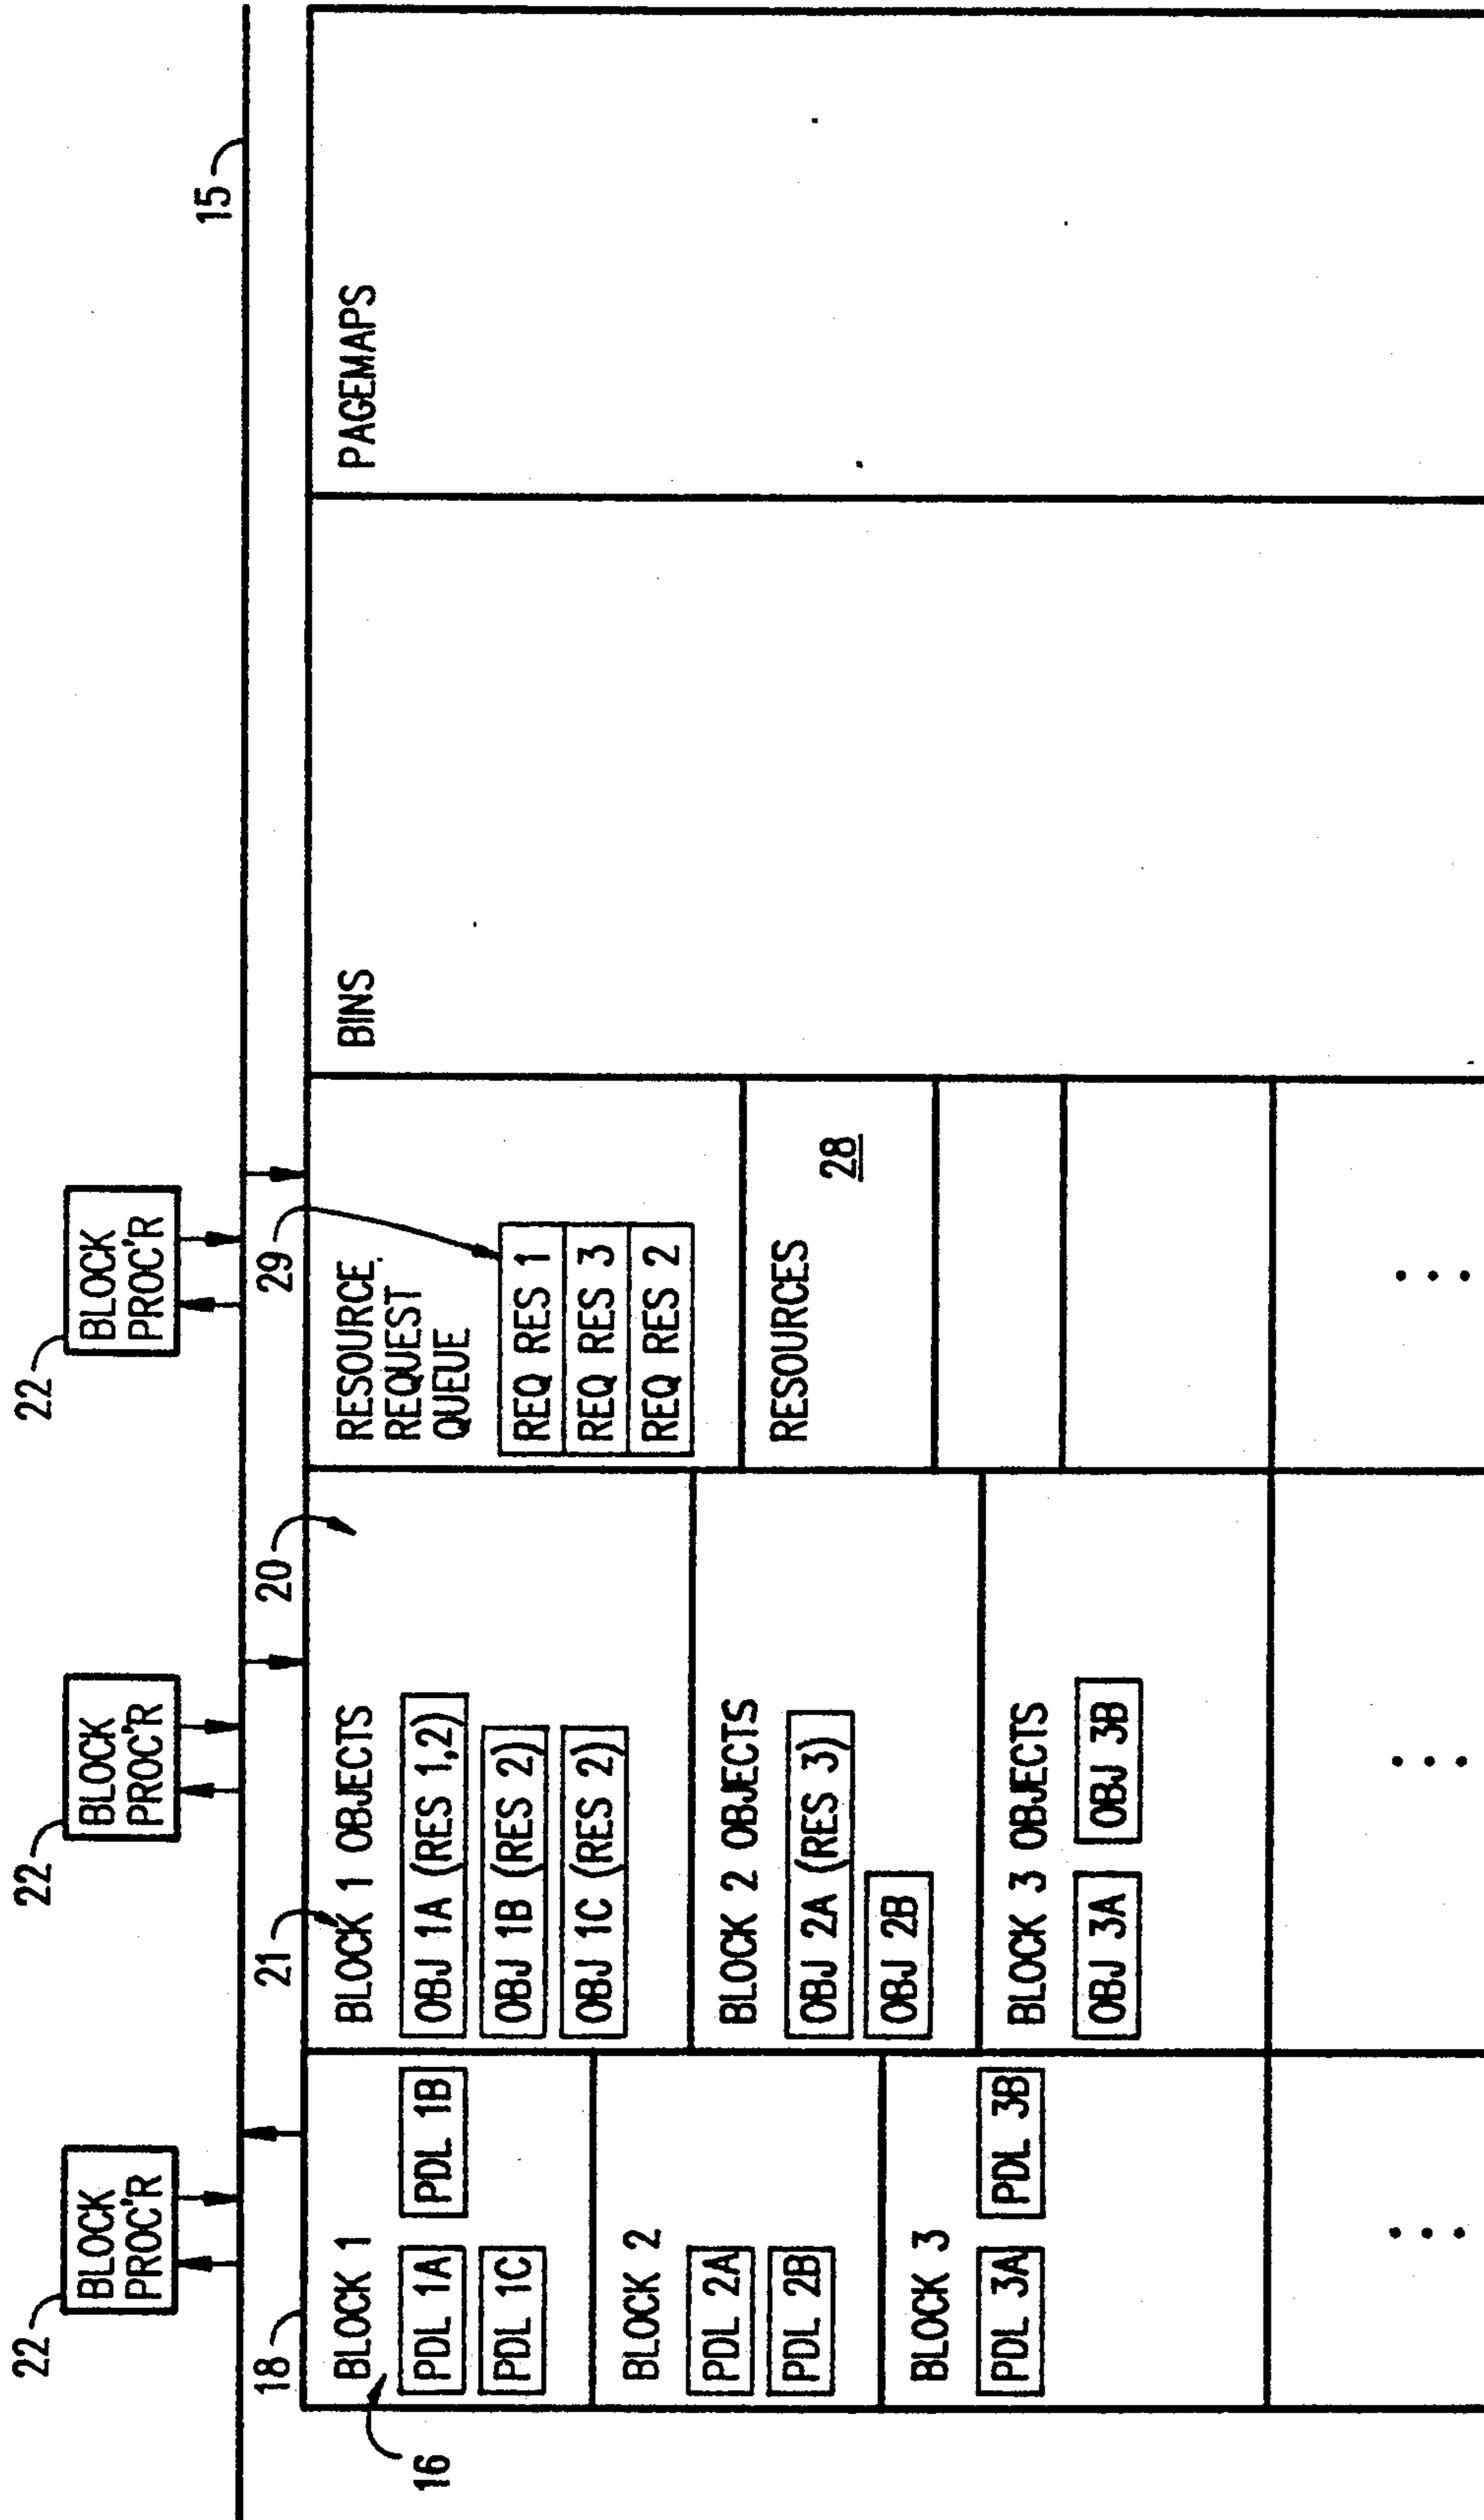 22
BLOCK
PROC'R
22
BLOCK
PROC'R
22
BLOCK
PROC'R
15
18
21
20
29
16
BLOCK 1
PDL 1A
PDL 1B
PDL 1C
BLOCK 2
PDL 2A
PDL 2B
BLOCK 3
PDL 3A
PDL 3B
BLOCK 1 OBJECTS
OBJ 1A (RES 1,2)
OBJ 1B (RES 2)
OBJ 1C (RES 2)
BLOCK 2 OBJECTS
OBJ 2A (RES 3)
OBJ 2B
BLOCK 3 OBJECTS
OBJ 3A
OBJ 3B
RESOURCE
REQUEST
QUEUE
REQ RES 1
REQ RES 3
REQ RES 2
RESOURCES
28
BINS
PAGEMAPS